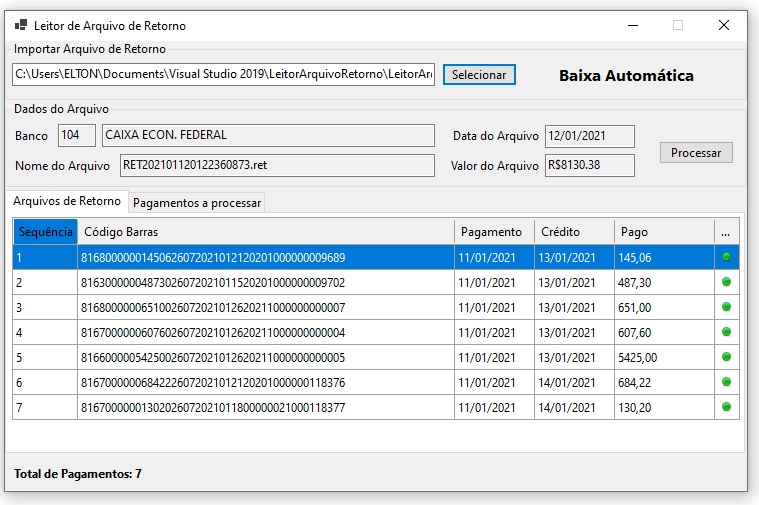 Leitor de Arquivo de Retorno
Importar Arquivo de Retorno
C:\Users\ELTON\Documents\Visual Studio 2019\LeitorArquivoRetorno\LeitorAr
Selecionar
Baixa Automática
Dados do Arquivo
Banco 104 CAIXA ECON. FEDERAL Data do Arquivo 12/01/2021
Processar
Nome do Arquivo RET202101120122360873.ret Valor do Arquivo R$8130.38
Arquivos de Retorno Pagamentos a processar
Sequência Código Barras Pagamento Crédito Pago ...
1 81680000001450626072021012120201000000009689 11/01/2021 13/01/2021 145,06
2 81630000004873026072021011520201000000009702 11/01/2021 13/01/2021 487,30
3 81680000006510026072021012620211000000000007 11/01/2021 13/01/2021 651,00
4 81670000006076026072021012620211000000000004 11/01/2021 13/01/2021 607,60
5 81660000054250026072021012620211000000000005 11/01/2021 13/01/2021 5425,00
6 81670000006842226072021012120201000000118376 11/01/2021 14/01/2021 684,22
7 81670000001302026072021011800000021000118377 11/01/2021 14/01/2021 130,20
Total de Pagamentos: 7